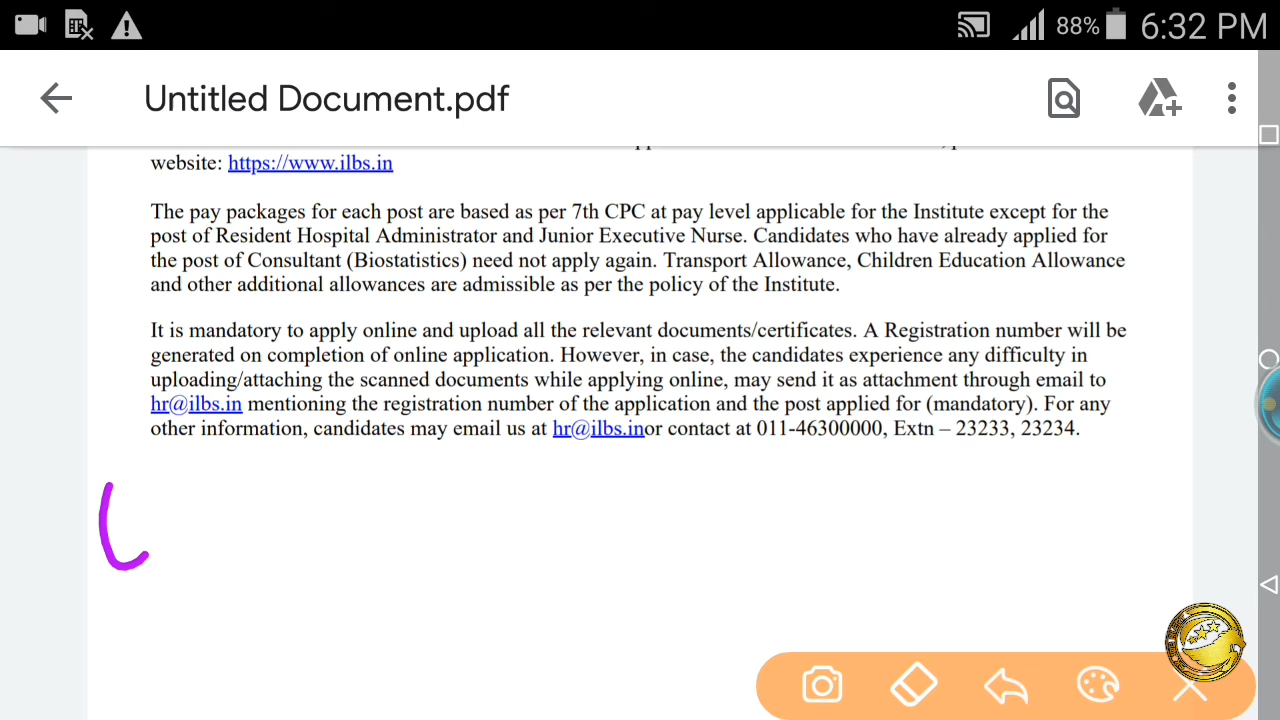 88% 6:32 PM
Untitled Document.pdf
website: https://www.ilbs.in
The pay packages for each post are based as per 7th CPC at pay level applicable for the Institute except for the
post of Resident Hospital Administrator and Junior Executive Nurse. Candidates who have already applied for
the post of Consultant (Biostatistics) need not apply again. Transport Allowance, Children Education Allowance
and other additional allowances are admissible as per the policy of the Institute.
It is mandatory to apply online and upload all the relevant documents/certificates. A Registration number will be
generated on completion of online application. However, in case, the candidates experience any difficulty in
uploading/attaching the scanned documents while applying online, may send it as attachment through email to
hr@ilbs.in mentioning the registration number of the application and the post applied for (mandatory). For any
other information, candidates may email us at hr@ilbs.inor contact at 011-46300000, Extn – 23233, 23234.